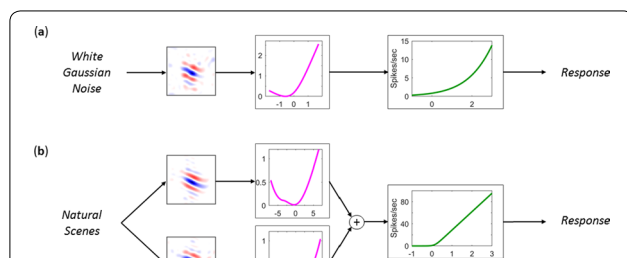 (a)
White
Gaussian
Noise
2
1
0
-1 0 1
Spikes/sec
15
10
5
0
0 2
Response
(b)
Natural
Scenes
1
0.5
0
-5 0 5
+
Spikes/sec
80
40
0
-1 0 1 2 3
Response
1